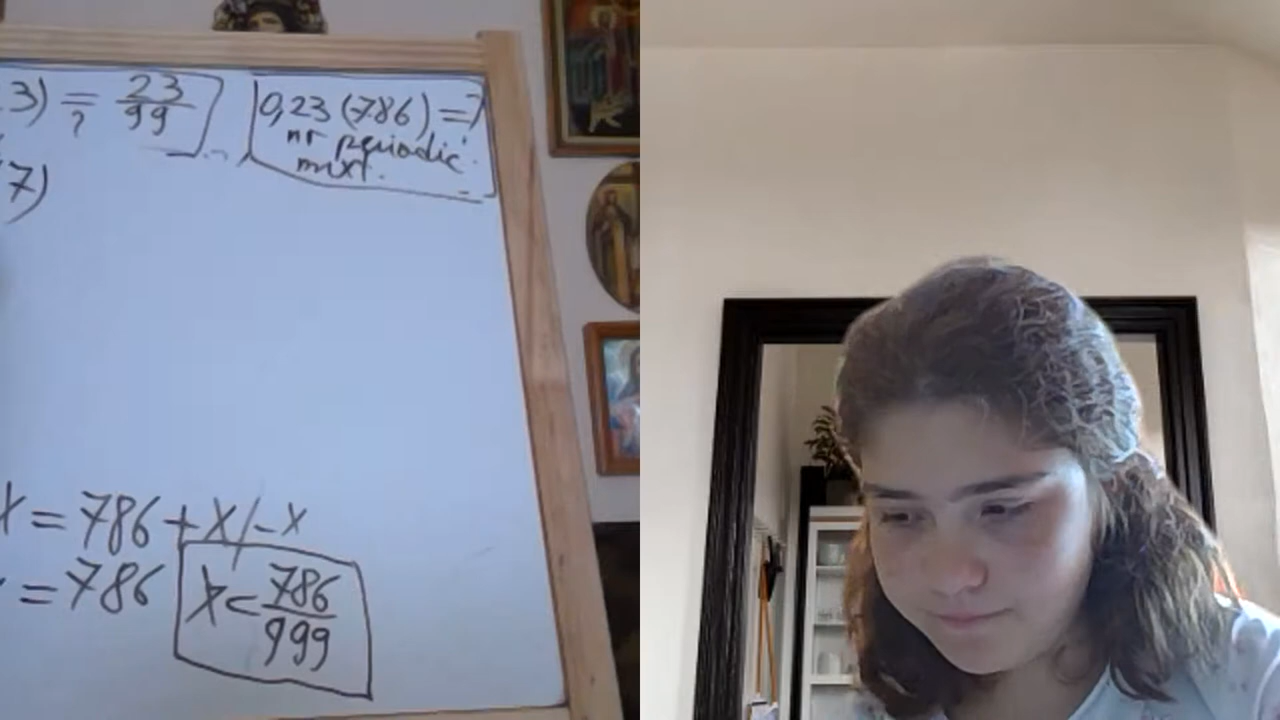 3) = 23/99
?
0,23 (786) = ?
nr periodic
mixt.
7)
X = 786 + X /- X
= 786
X = 786/999